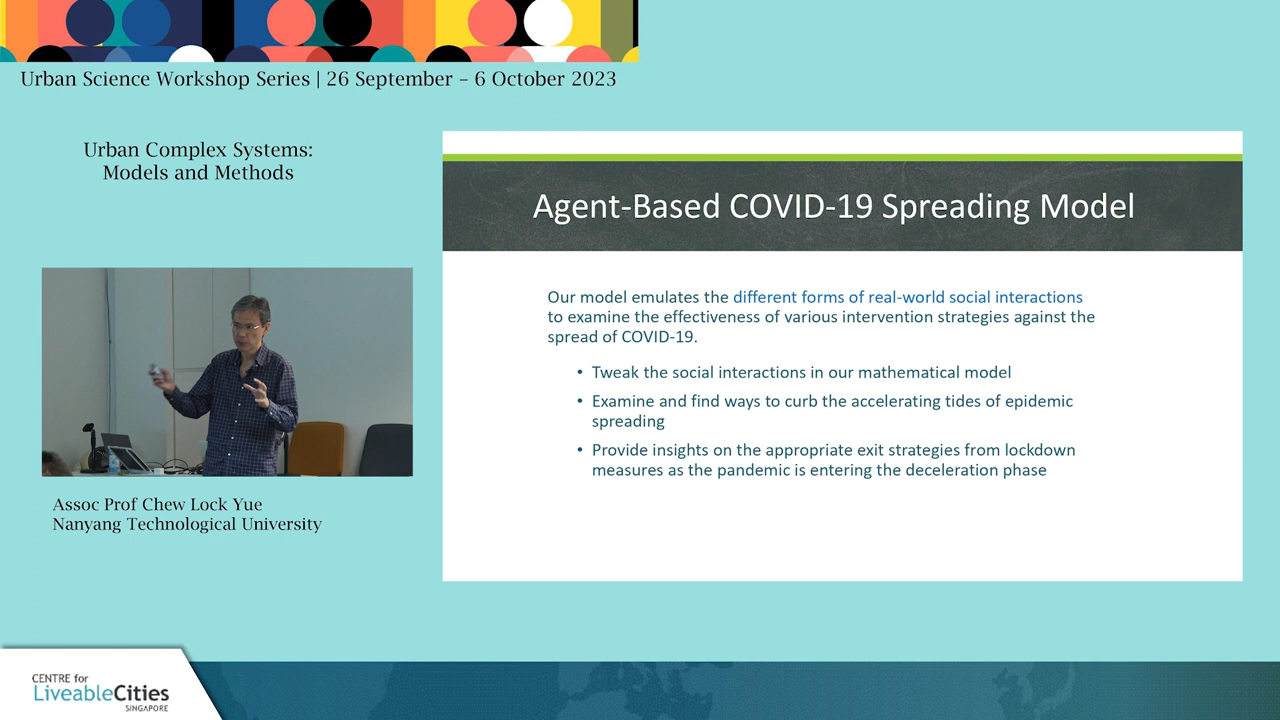 Urban Science Workshop Series | 26 September – 6 October 2023
Urban Complex Systems:
Models and Methods
Agent-Based COVID-19 Spreading Model
Our model emulates the different forms of real-world social interactions
to examine the effectiveness of various intervention strategies against the
spread of COVID-19.
• Tweak the social interactions in our mathematical model
• Examine and find ways to curb the accelerating tides of epidemic
spreading
• Provide insights on the appropriate exit strategies from lockdown
measures as the pandemic is entering the deceleration phase
Assoc Prof Chew Lock Yue
Nanyang Technological University
CENTRE for
LiveableCities
SINGAPORE